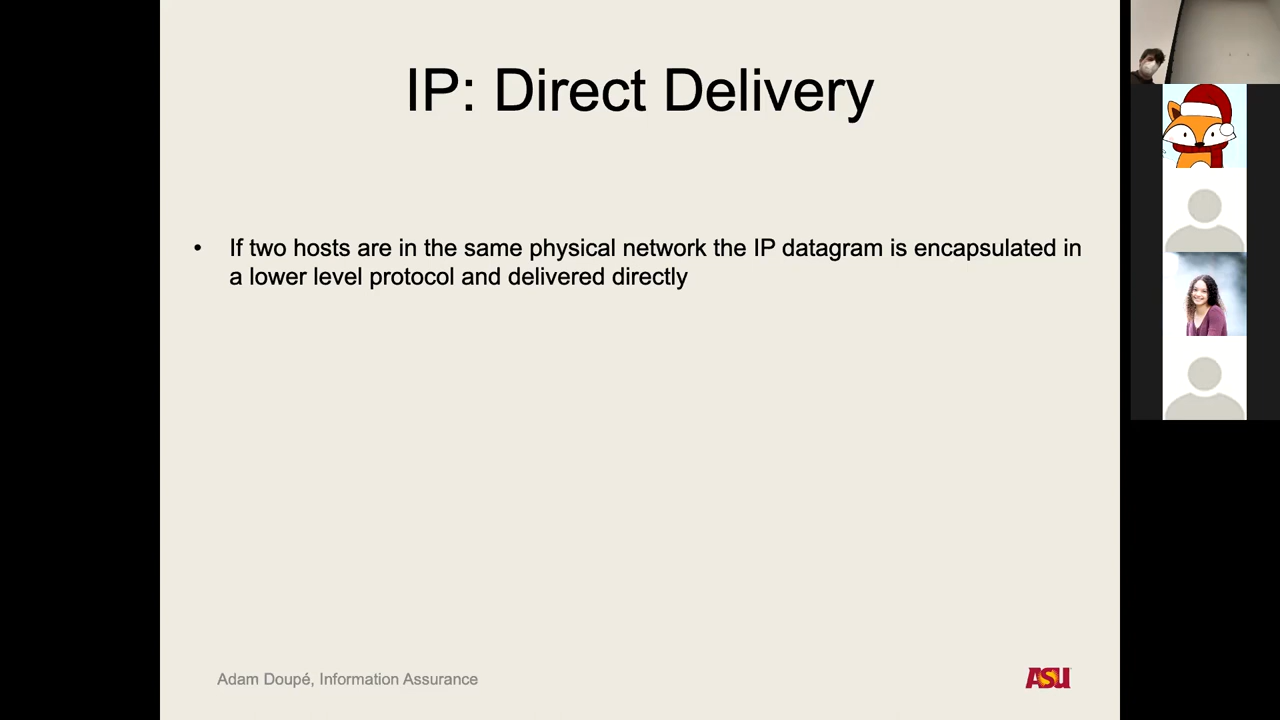 IP: Direct Delivery
• If two hosts are in the same physical network the IP datagram is encapsulated in
a lower level protocol and delivered directly
Adam Doupé, Information Assurance
ASU